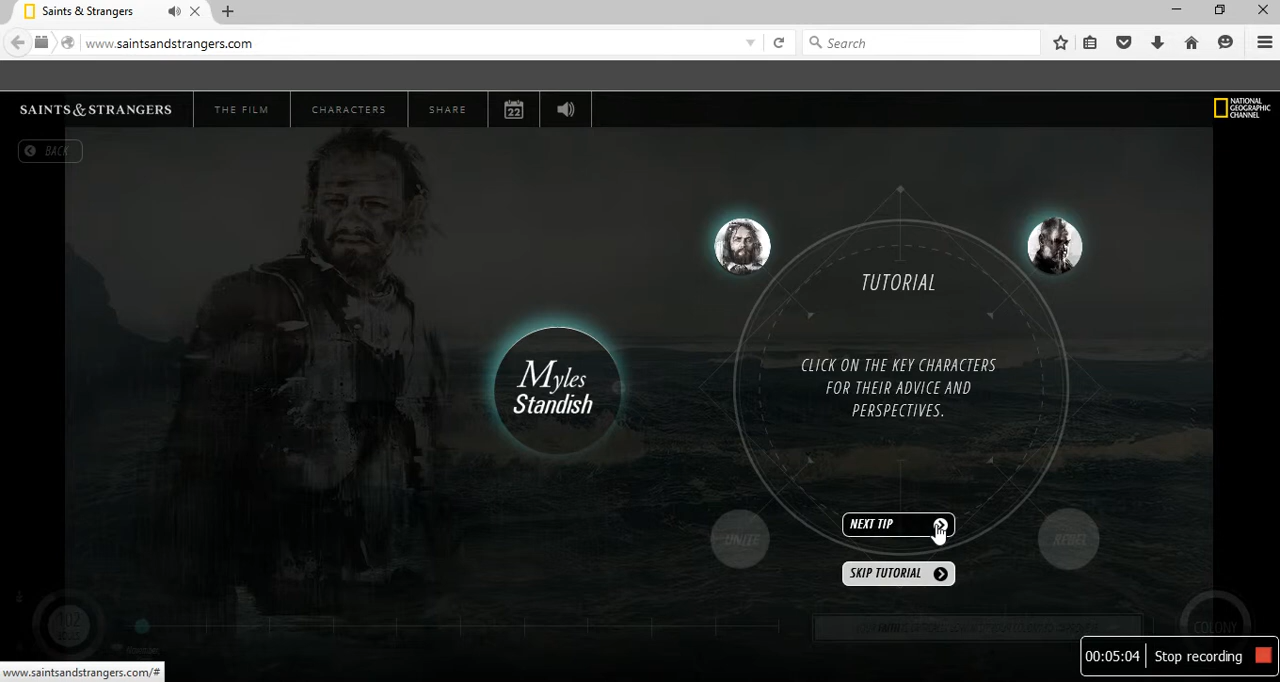 Saints & Strangers
www.saintsandstrangers.com
Search
SAINTS & STRANGERS
THE FILM
CHARACTERS
SHARE
22
NATIONAL
GEOGRAPHIC
CHANNEL
BACK
TUTORIAL
Myles
Standish
CLICK ON THE KEY CHARACTERS
FOR THEIR ADVICE AND
PERSPECTIVES.
UNITE
NEXT TIP
REBEL
SKIP TUTORIAL
102
COLONY
www.saintsandstrangers.com/#
00:05:04
Stop recording